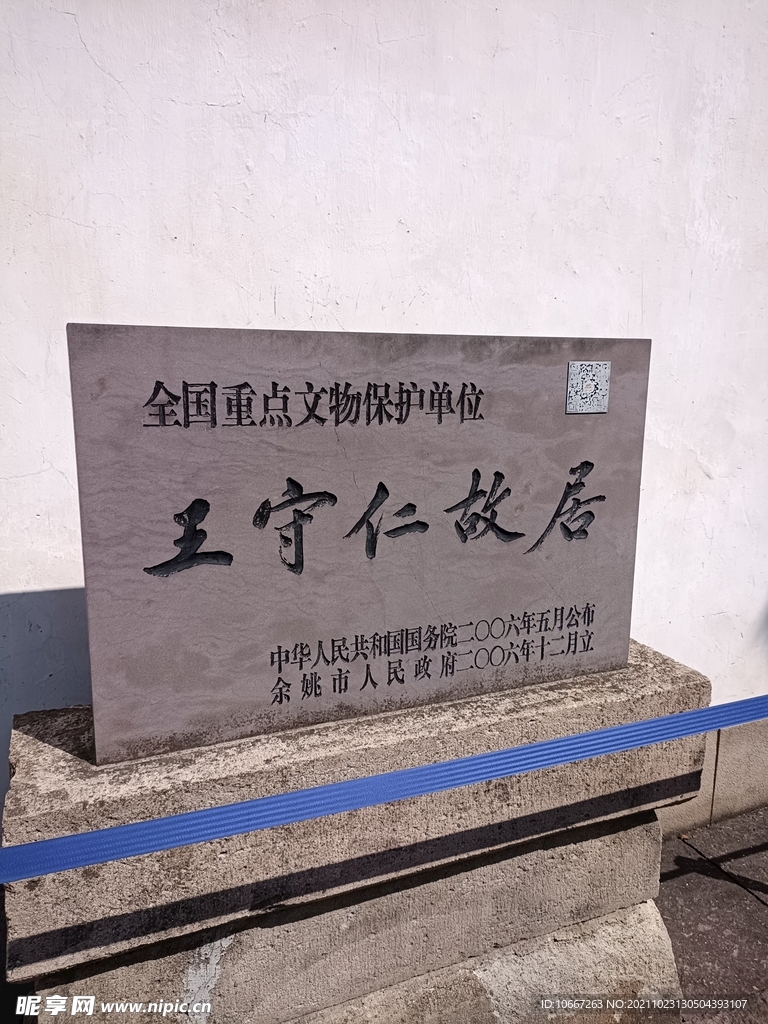 全国重点文物保护单位
王守仁故居
中华人民共和国国务院二〇〇六年五月公布
余姚市人民政府二〇〇六年十二月立
昵享网 www.nipic.cn
ID:10667263 NO:20211023130504393107